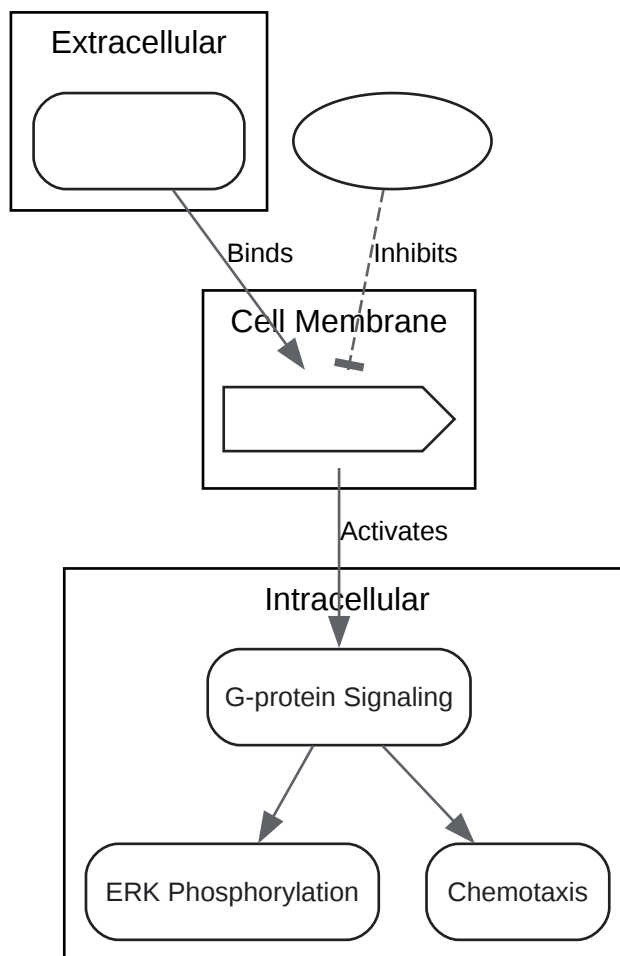 Extracellular
Binds
Inhibits
Cell Membrane
Activates
Intracellular
G-protein Signaling
ERK Phosphorylation
Chemotaxis